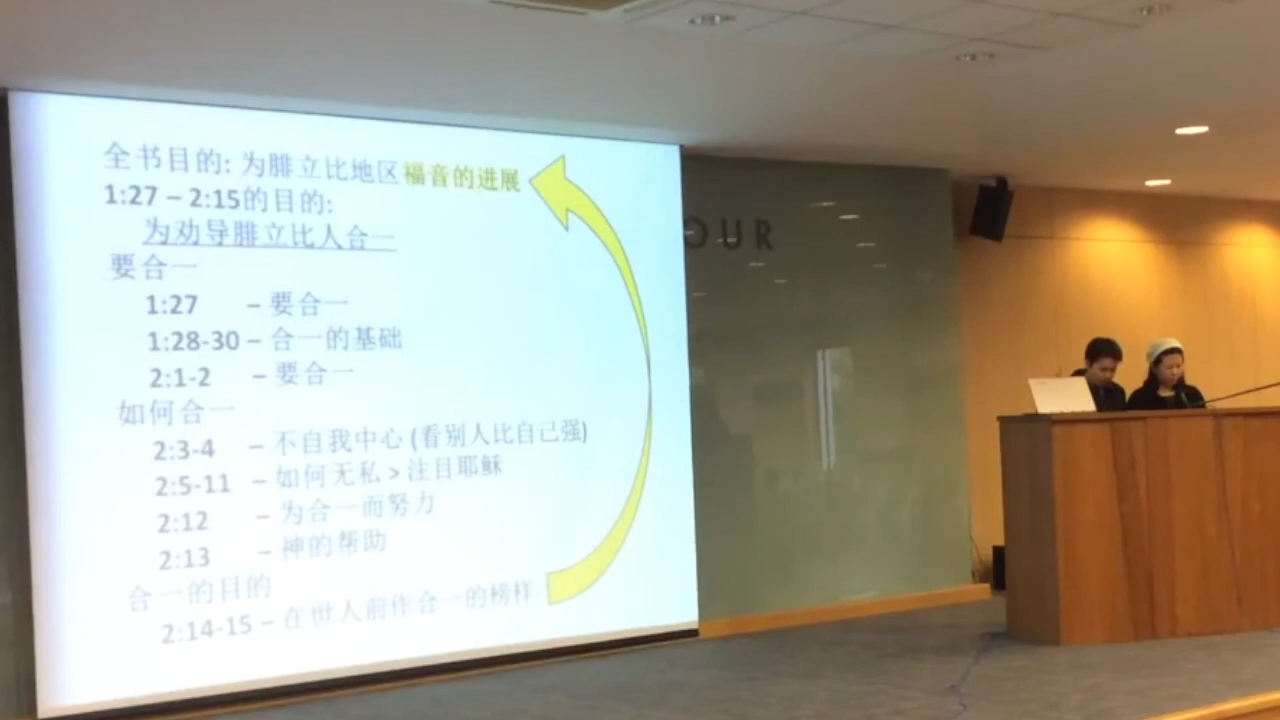 全书目的: 为腓立比地区福音的进展
1:27 – 2:15的目的:
为劝导腓立比人合一
要合一
1:27 – 要合一
1:28-30 – 合一的基础
2:1-2 – 要合一
如何合一
2:3-4 – 不自我中心 (看别人比自己强)
2:5-11 – 如何无私 > 注目耶稣
2:12 – 为合一而努力
2:13 – 神的帮助
合一的目的
2:14-15 – 在世人前作合一的榜样
OUR